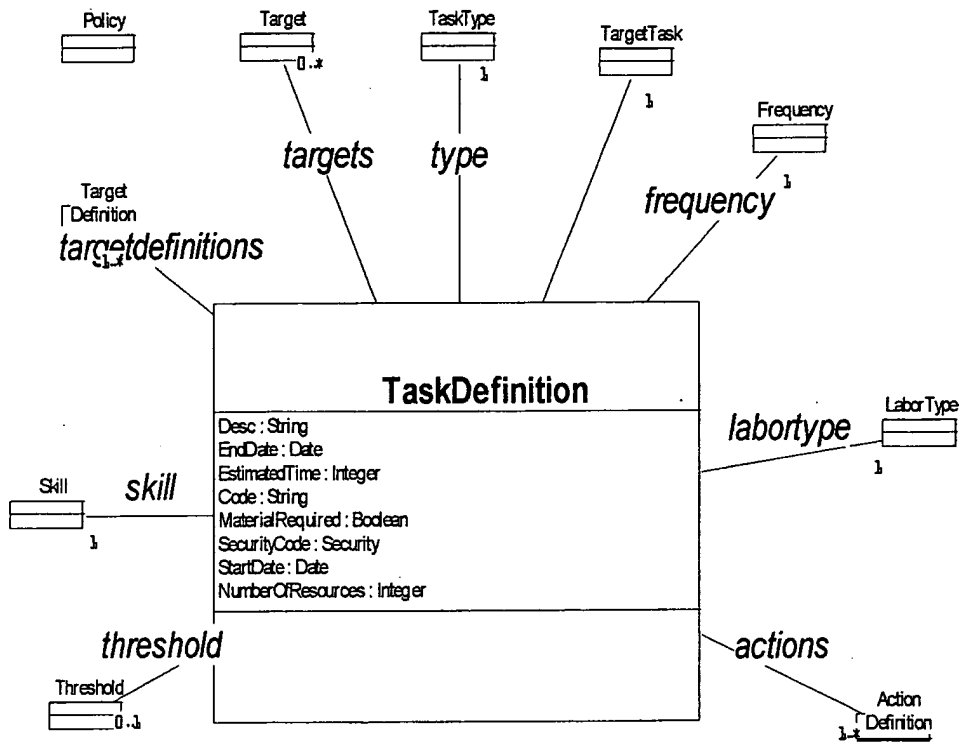 Policy
Target
0..*
TaskType
1
TargetTask
1
Frequency
1
targets
type
frequency
Target
Definition
targetdefinitions
1..*
TaskDefinition
Desc : String
EndDate : Date
EstimatedTime : Integer
Code : String
MaterialRequired : Boolean
SecurityCode : Security
StartDate : Date
NumberOfResources : Integer
labortype
LaborType
1
Skill
skill
1
threshold
Threshold
0..1
actions
Action
Definition
1..*